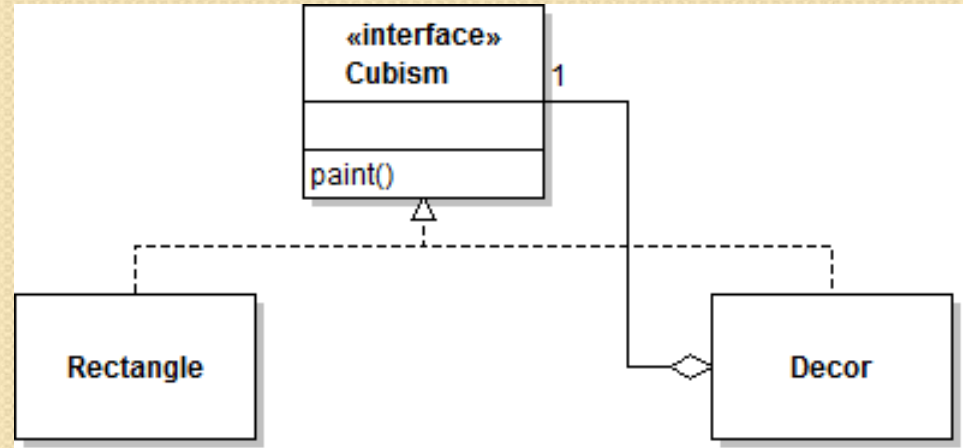 «interface»
Cubism
1
paint()
Rectangle
Decor